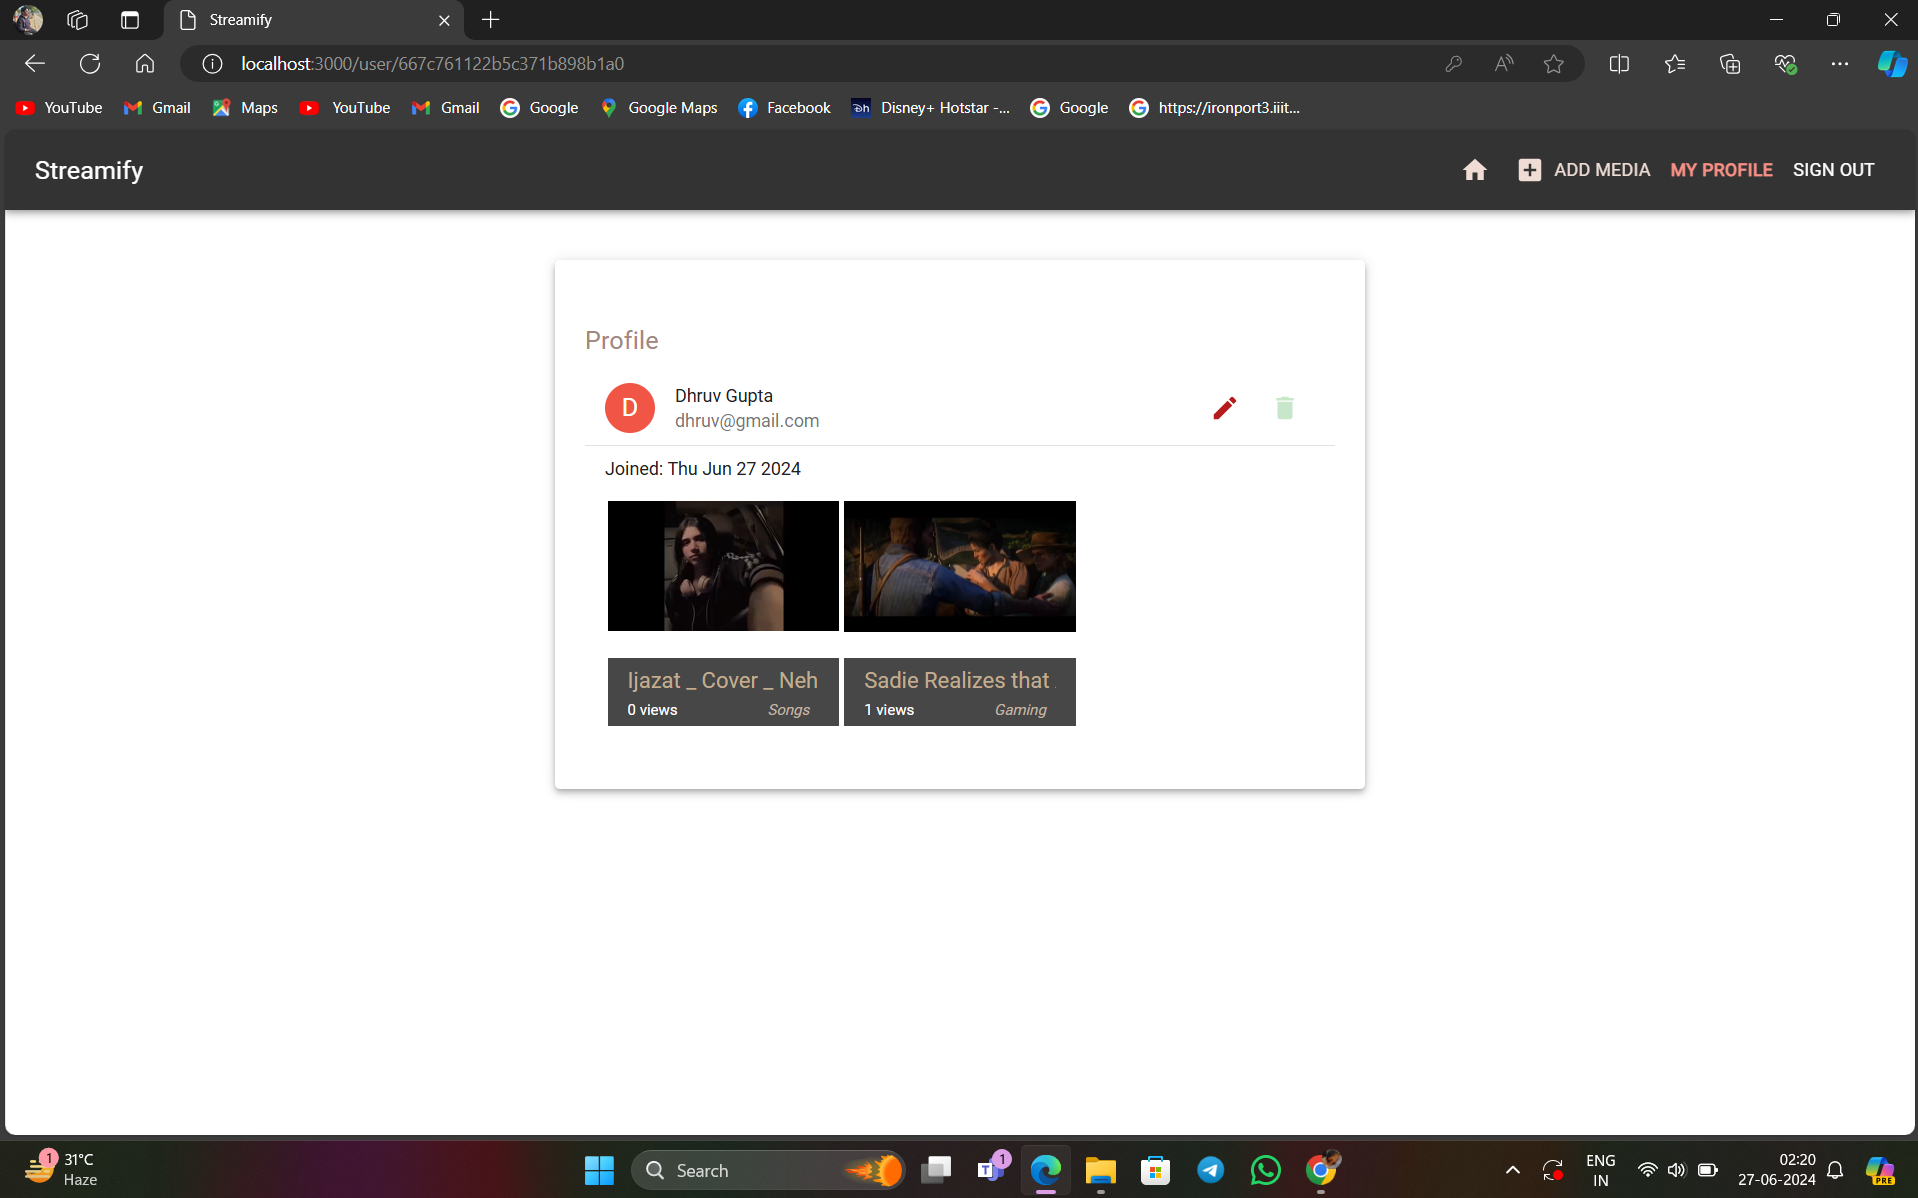 Streamify
localhost:3000/user/667c761122b5c371b898b1a0
YouTube Gmail Maps YouTube Gmail Google Google Maps Facebook Disney+ Hotstar -... Google https://ironport3.iiit...
Streamify ADD MEDIA MY PROFILE SIGN OUT
Profile
D
Dhruv Gupta
dhruv@gmail.com
Joined: Thu Jun 27 2024
Ijazat _ Cover _ Neh
0 views Songs
Sadie Realizes that
1 views Gaming
1
31°C
Haze
Search
T 1
PRE
ENG
IN
02:20
27-06-2024